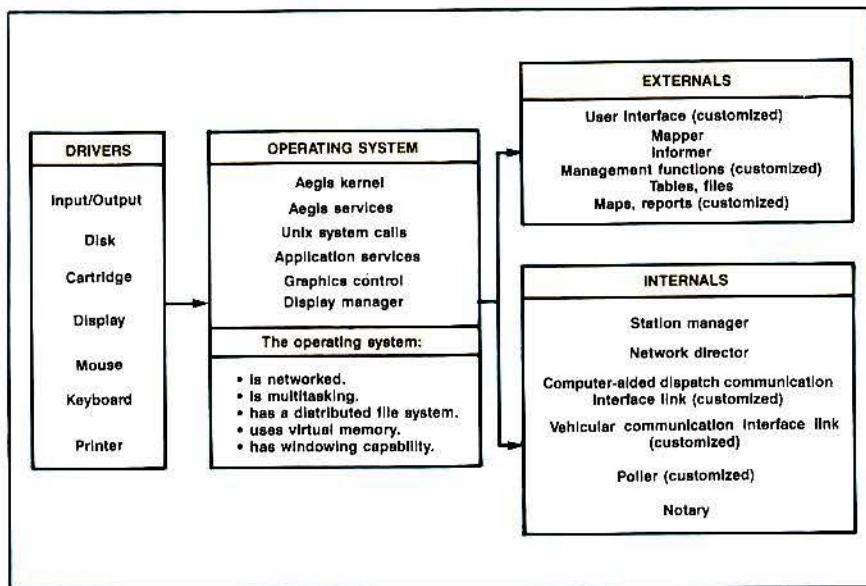 DRIVERS
Input/Output
Disk
Cartridge
Display
Mouse
Keyboard
Printer
OPERATING SYSTEM
Aegis kernel
Aegis services
Unix system calls
Application services
Graphics control
Display manager
The operating system:
• is networked.
• is multitasking.
• has a distributed file system.
• uses virtual memory.
• has windowing capability.
EXTERNALS
User Interface (customized)
Mapper
Informer
Management functions (customized)
Tables, files
Maps, reports (customized)
INTERNALS
Station manager
Network director
Computer-aided dispatch communication
Interface link (customized)
Vehicular communication Interface link
(customized)
Poller (customized)
Notary